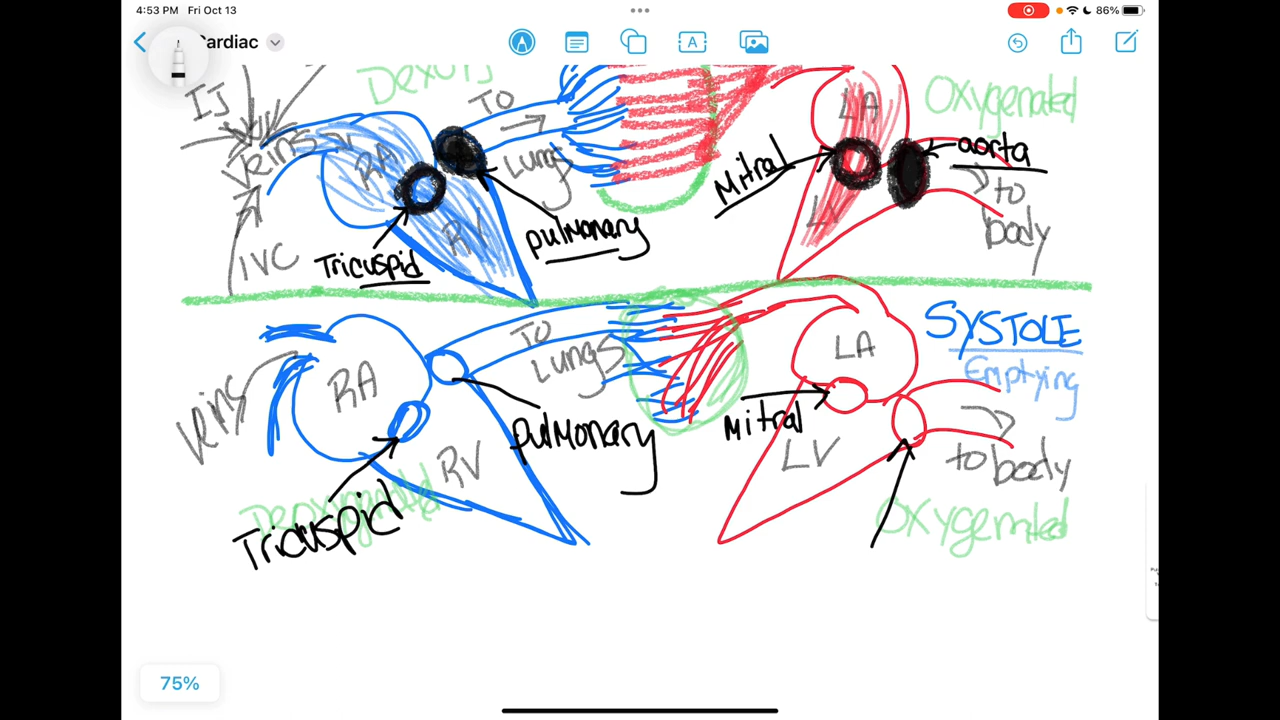 4:53 PM Fri Oct 13
86%
Cardiac
A
IJ
TO
LA
Oxygenated
Veins
RA
Lungs
Mitral
aorta
to
body
LV
RV
pulmonary
IVC
Tricuspid
TO
Lungs
LA
SYSTOLE
Emptying
veins
RA
Mitral
pulmonary
RV
LV
to body
Deoxygenated
Tricuspid
Oxygenated
75%